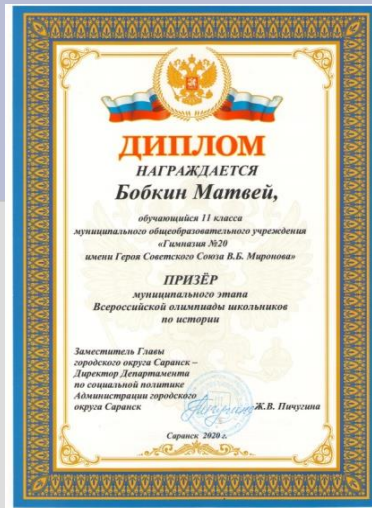 ДИПЛОМ
НАГРАЖДАЕТСЯ
Бобкин Матвей,
обучающийся 11 класса
муниципального общеобразовательного учреждения
«Гимназия №20
имени Героя Советского Союза В.Б. Миронова»
ПРИЗЁР
муниципального этапа
Всероссийской олимпиады школьников
по истории
Заместитель Главы
городского округа Саранск –
Директор Департамента
по социальной политике
Администрации городского
округа Саранск
Ж.В. Пичугина
Саранск 2020 г.